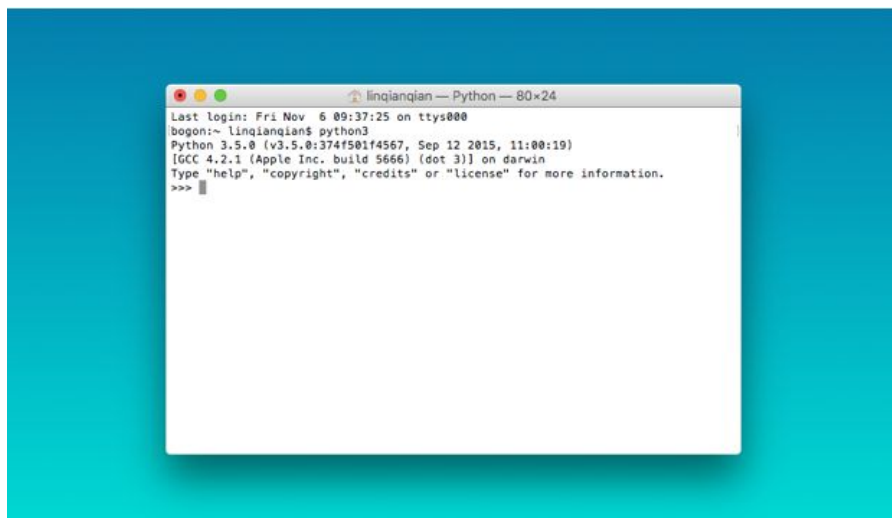 linqianqian — Python — 80×24
Last login: Fri Nov  6 09:37:25 on ttys000
bogon:~ linqianqian$ python3
Python 3.5.0 (v3.5.0:374f501f4567, Sep 12 2015, 11:00:19)
[GCC 4.2.1 (Apple Inc. build 5666) (dot 3)] on darwin
Type "help", "copyright", "credits" or "license" for more information.
>>>